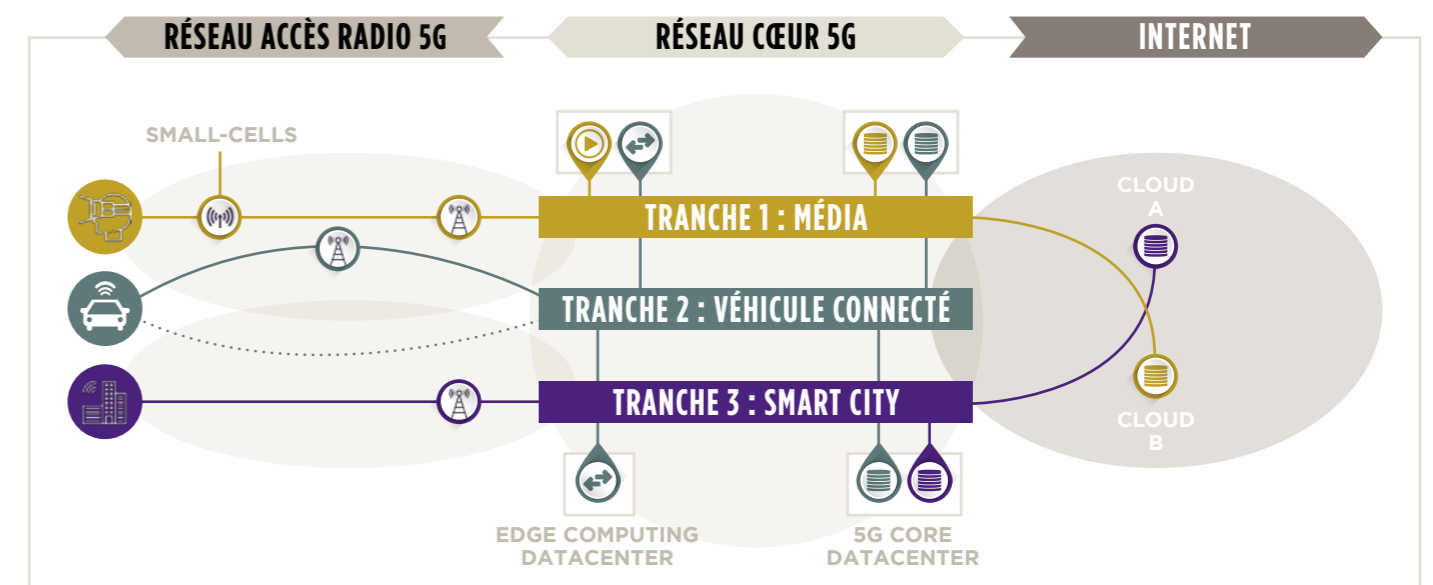 RÉSEAU ACCÈS RADIO 5G
RÉSEAU CŒUR 5G
INTERNET
SMALL-CELLS
TRANCHE 1 : MÉDIA
TRANCHE 2 : VÉHICULE CONNECTÉ
TRANCHE 3 : SMART CITY
CLOUD
A
CLOUD
B
EDGE COMPUTING
DATACENTER
5G CORE
DATACENTER